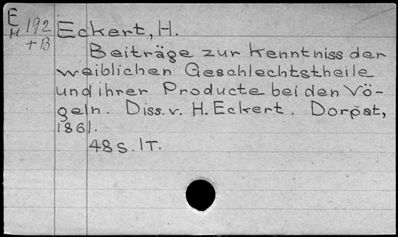 E
M 192
+B
Eckert, H.
Beiträge zur Kenntniss der
weiblichen Geschlechtstheile
und ihrer Producte bei den Vö-
geln. Diss. v. H. Eckert. Dorpat,
1861.
48 S. 1T.